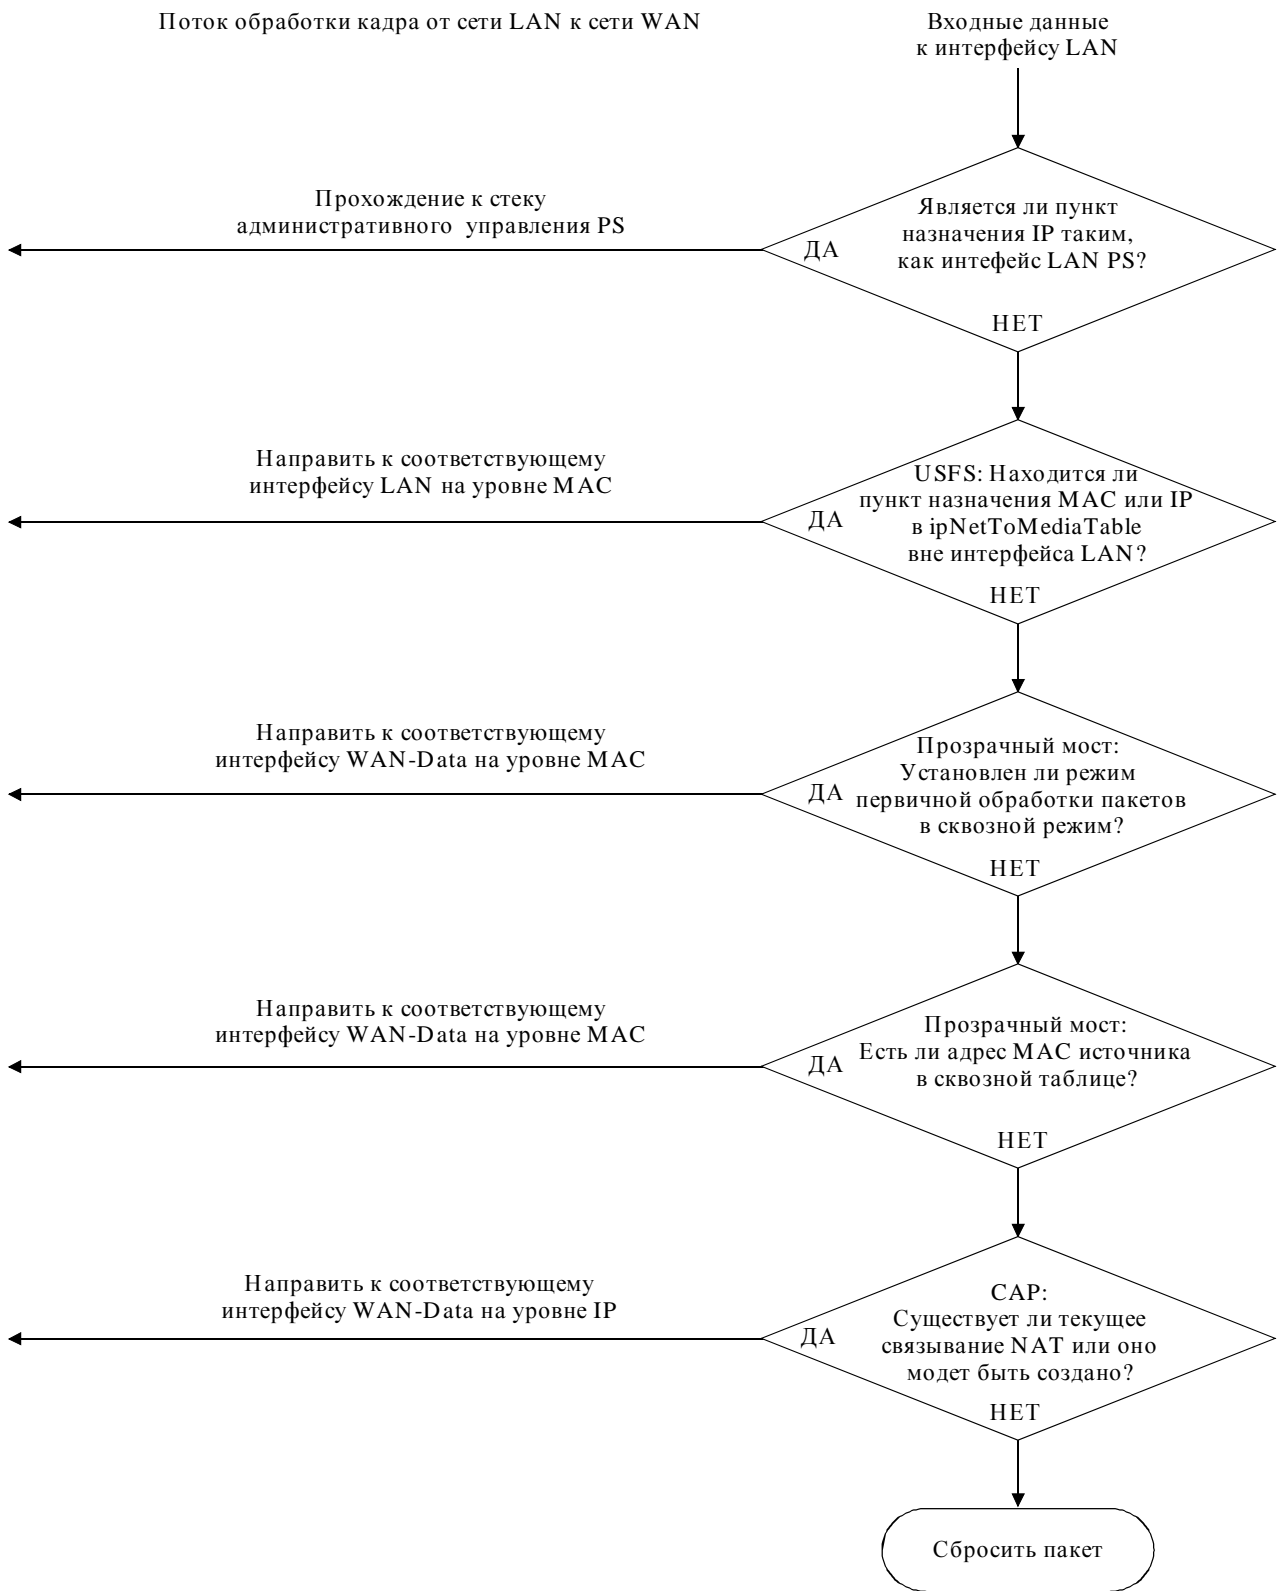 Поток обработки кадра от сети LAN к сети WAN
Входные данные
к интерфейсу LAN
Прохождение к стеку
административного управления PS
Является ли пункт
назначения IP таким,
как интефейс LAN PS?
ДА
НЕТ
Направить к соответствующему
интерфейсу LAN на уровне MAC
USFS: Находится ли
пункт назначения MAC или IP
в ipNetToMediaTable
вне интерфейса LAN?
ДА
НЕТ
Направить к соответствующему
интерфейсу WAN-Data на уровне MAC
Прозрачный мост:
Установлен ли режим
первичной обработки пакетов
в сквозной режим?
ДА
НЕТ
Направить к соответствующему
интерфейсу WAN-Data на уровне MAC
Прозрачный мост:
Есть ли адрес MAC источника
в сквозной таблице?
ДА
НЕТ
Направить к соответствующему
интерфейсу WAN-Data на уровне IP
CAP:
Существует ли текущее
связывание NAT или оно
модет быть создано?
ДА
НЕТ
Сбросить пакет